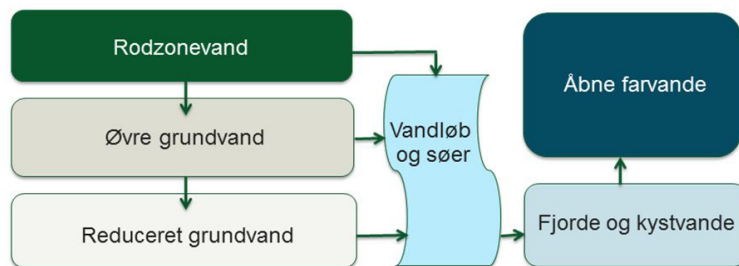 Rodzonevand
Øvre grundvand
Reduceret grundvand
Vandløb
og søer
Åbne farvande
Fjorde og kystvande